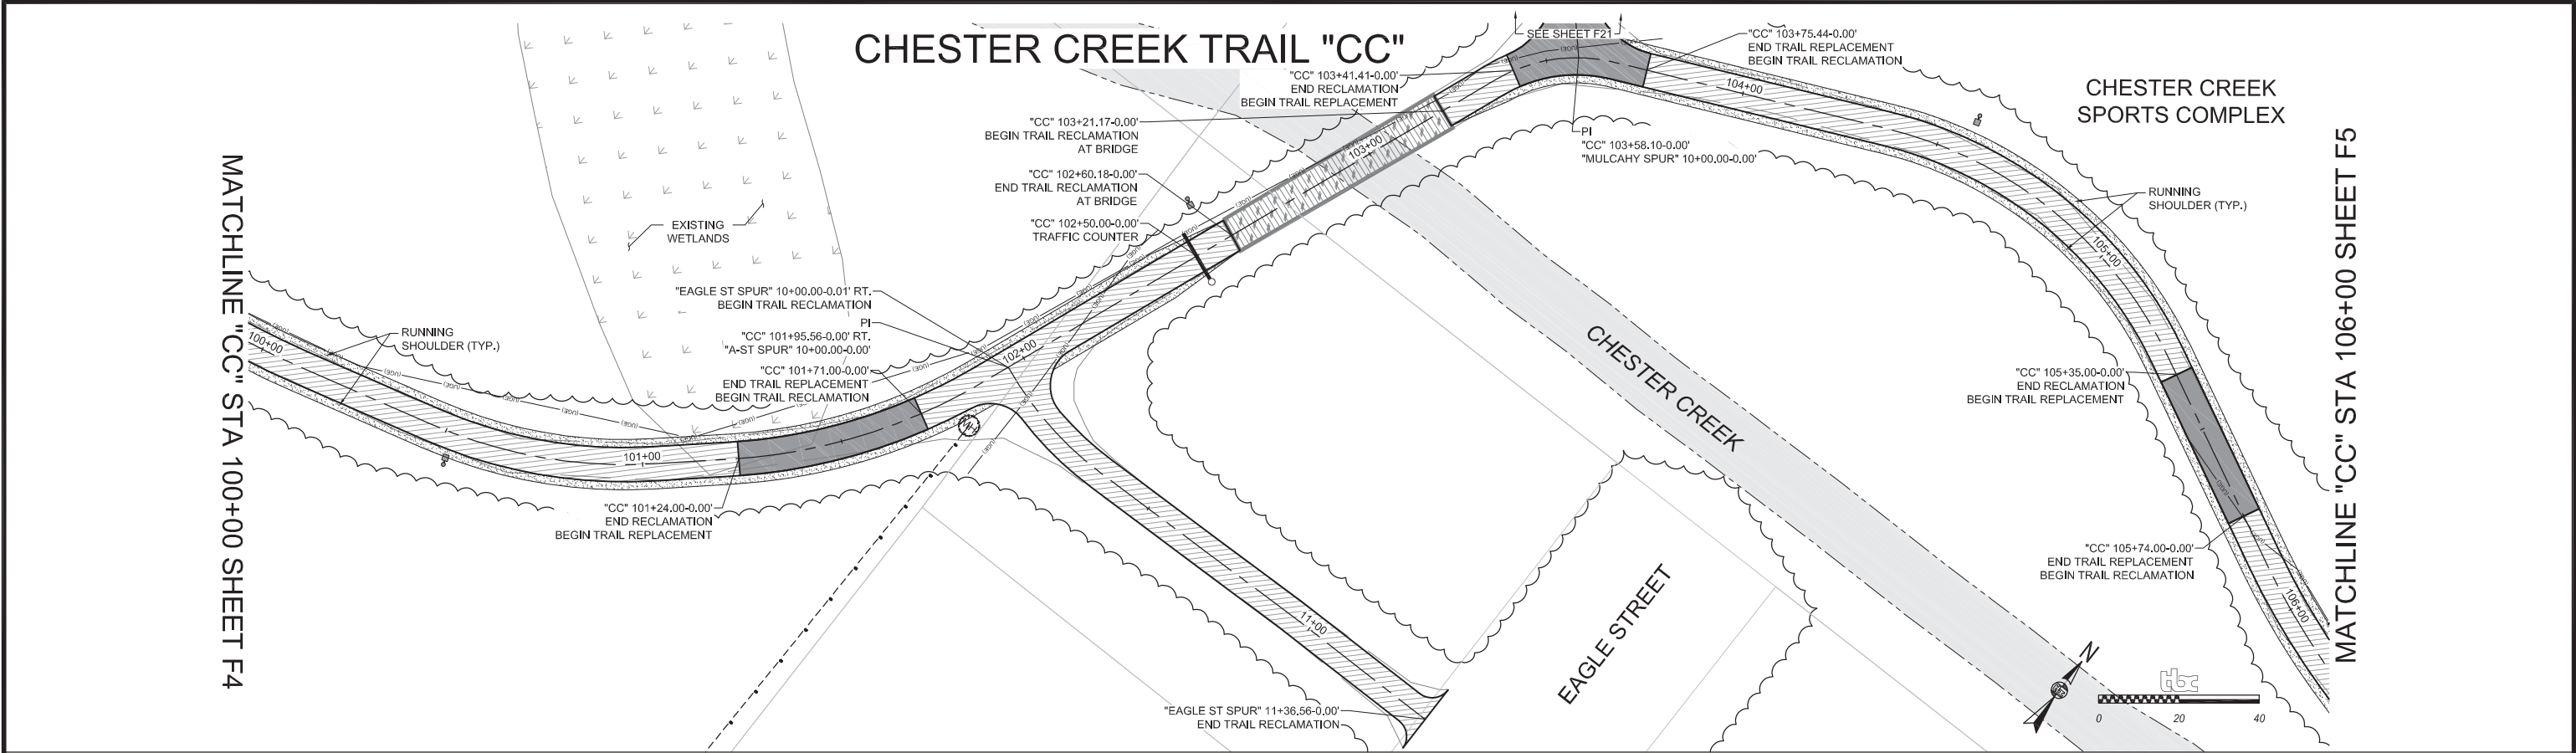 CHESTER CREEK TRAIL "CC"
SEE SHEET F21
"CC" 103+75.44-0.00'
END TRAIL REPLACEMENT
BEGIN TRAIL RECLAMATION
CHESTER CREEK
SPORTS COMPLEX
"CC" 103+41.41-0.00'
END RECLAMATION
BEGIN TRAIL REPLACEMENT
104+00
"CC" 103+21.17-0.00'
BEGIN TRAIL RECLAMATION
AT BRIDGE
103+00
PI
"CC" 103+58.10-0.00'
"MULCAHY SPUR" 10+00.00-0.00'
"CC" 102+60.18-0.00'
END TRAIL RECLAMATION
AT BRIDGE
"CC" 102+50.00-0.00'
TRAFFIC COUNTER
RUNNING
SHOULDER (TYP.)
105+00
EXISTING
WETLANDS
MATCHLINE "CC" STA 100+00 SHEET F4
MATCHLINE "CC" STA 106+00 SHEET F5
"EAGLE ST SPUR" 10+00.00-0.01' RT.
BEGIN TRAIL RECLAMATION
PI
"CC" 101+95.56-0.00' RT.
"A-ST SPUR" 10+00.00-0.00'
102+00
RUNNING
SHOULDER (TYP.)
100+00
"CC" 101+71.00-0.00'
END TRAIL REPLACEMENT
BEGIN TRAIL RECLAMATION
MH
101+00
CHESTER CREEK
"CC" 105+35.00-0.00'
END RECLAMATION
BEGIN TRAIL REPLACEMENT
"CC" 101+24.00-0.00'
END RECLAMATION
BEGIN TRAIL REPLACEMENT
"CC" 105+74.00-0.00'
END TRAIL REPLACEMENT
BEGIN TRAIL RECLAMATION
106+00
11+00
EAGLE STREET
"EAGLE ST SPUR" 11+36.56-0.00'
END TRAIL RECLAMATION
N
tbc
0 20 40